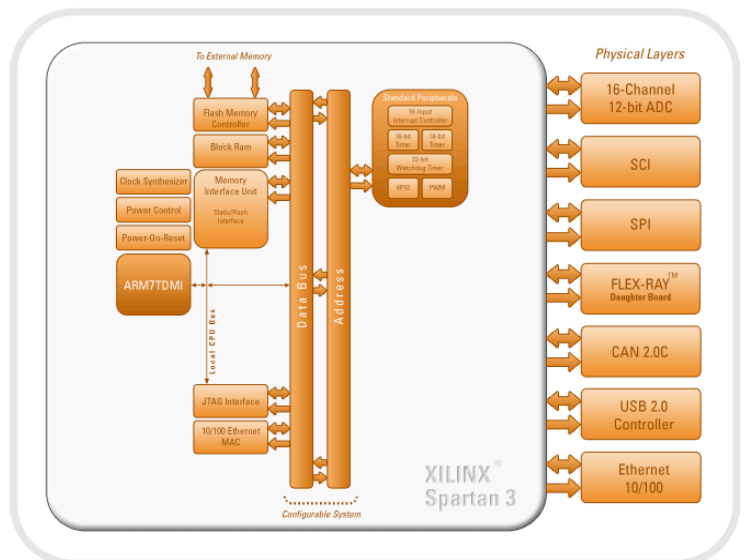 To External Memory
Physical Layers
Flash Memory
Controller
Block Ram
Clock Synthesizer
Power Control
Power-On-Reset
Memory
Interface Unit
Static/Flash
Interface
ARM7TDMI
Local CPU Bus
JTAG Interface
10/100 Ethernet
MAC
Data Bus
Address
Configurable System
Standard Peripherals
16-Input
Interrupt Controller
16-bit
Timer
16-bit
Timer
32-bit
Watchdog Timer
GPIO
PWM
XILINX®
Spartan 3
16-Channel
12-bit ADC
SCI
SPI
FLEX-RAY™
Daughter Board
CAN 2.0C
USB 2.0
Controller
Ethernet
10/100